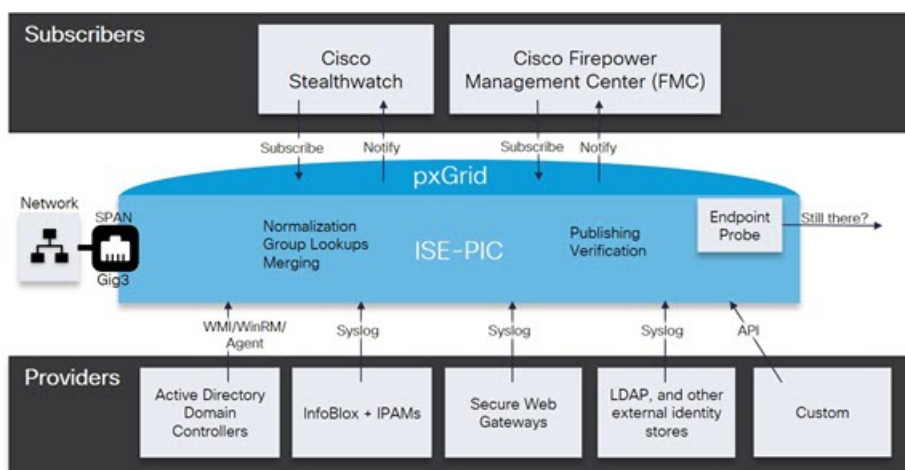 Subscribers
Cisco
Stealthwatch
Cisco Firepower
Management Center (FMC)
Subscribe
Notify
Subscribe
Notify
pxGrid
Network
SPAN
Gig3
Normalization
Group Lookups
Merging
ISE-PIC
Publishing
Verification
Endpoint
Probe
Still there?
WMI/WinRM/
Agent
Syslog
Syslog
Syslog
API
Providers
Active Directory
Domain
Controllers
InfoBlox + IPAMs
Secure Web
Gateways
LDAP, and other
external identity
stores
Custom